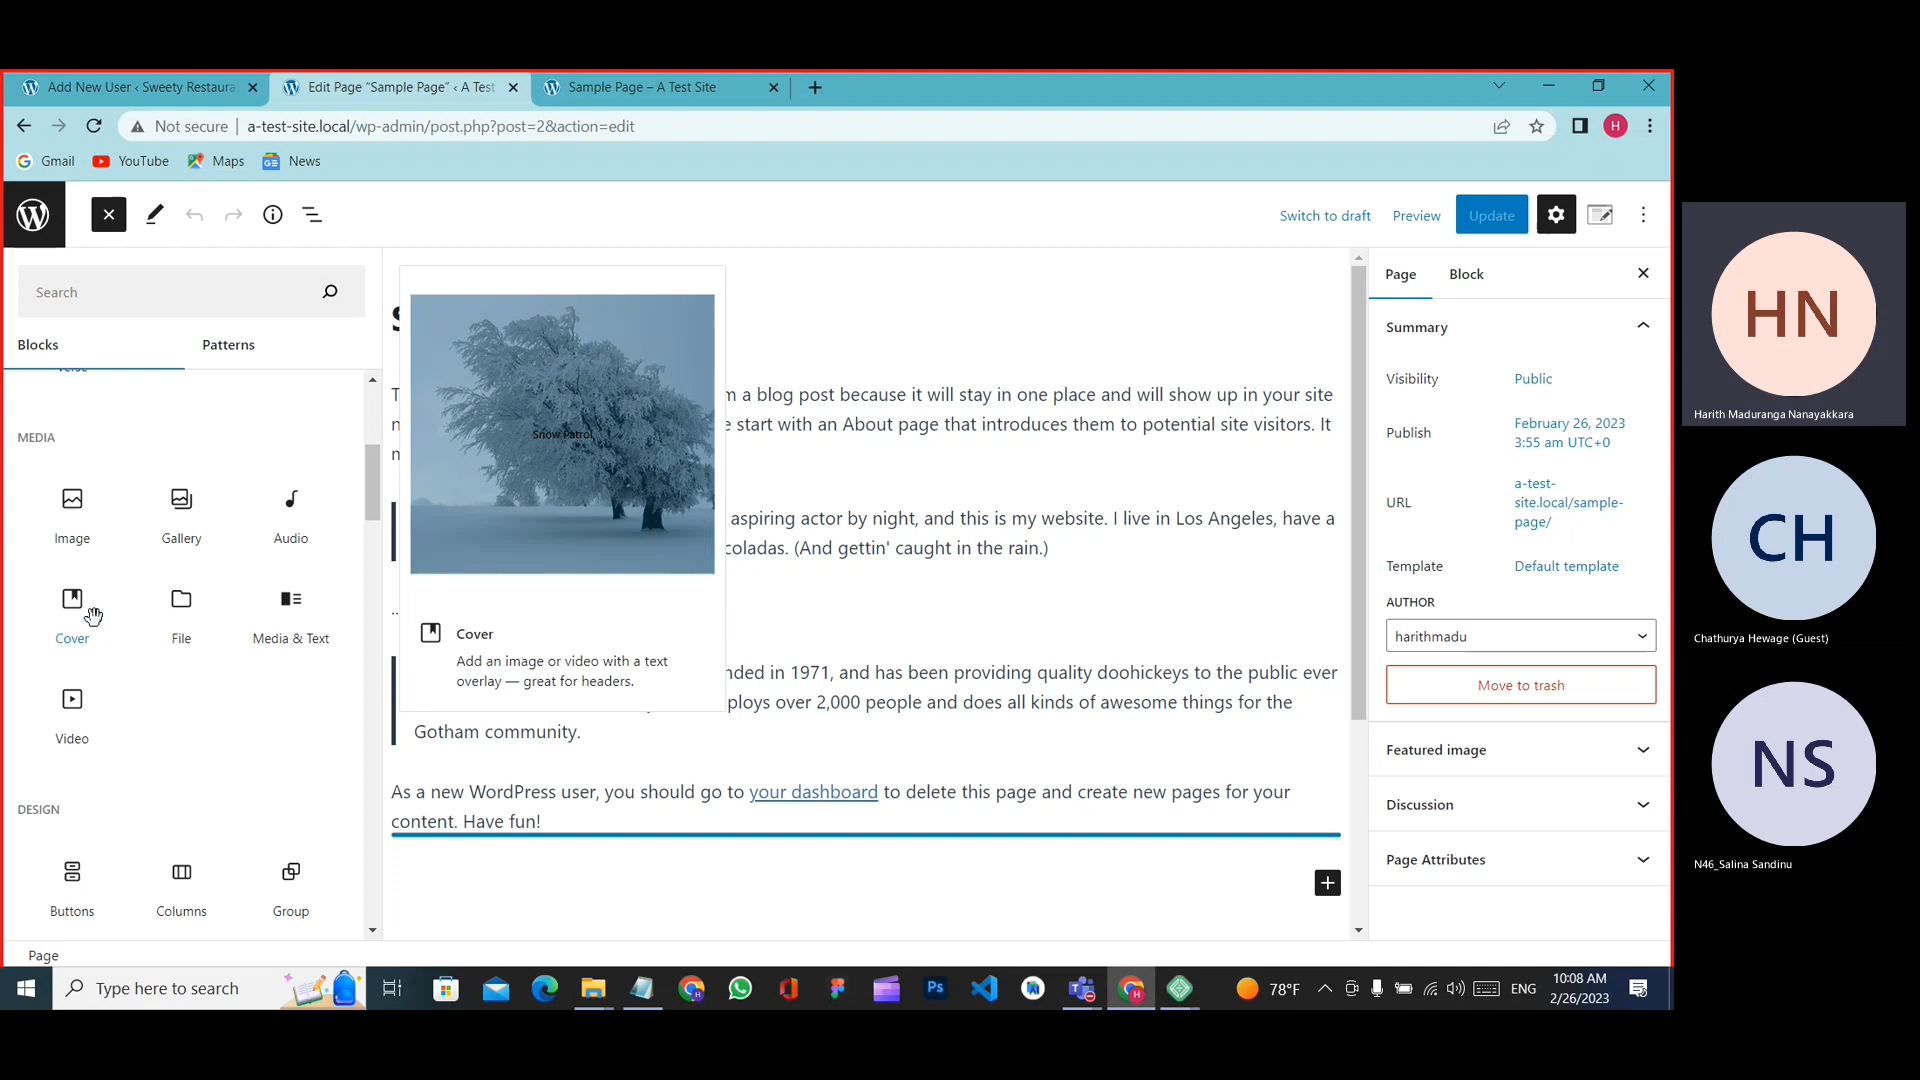 Add New User ‹ Sweety Restaura
Edit Page “Sample Page” ‹ A Test
Sample Page – A Test Site
Not secure
a-test-site.local/wp-admin/post.php?post=2&action=edit
H
Gmail
YouTube
Maps
News
Switch to draft
Preview
Update
Search
Blocks
Patterns
Verse
MEDIA
Image
Gallery
Audio
Cover
File
Media & Text
Video
DESIGN
Buttons
Columns
Group
Page
Snow Patrol
Cover
Add an image or video with a text
overlay — great for headers.
m a blog post because it will stay in one place and will show up in your site
start with an About page that introduces them to potential site visitors. It
aspiring actor by night, and this is my website. I live in Los Angeles, have a
coladas. (And gettin' caught in the rain.)
nded in 1971, and has been providing quality doohickeys to the public ever
ploys over 2,000 people and does all kinds of awesome things for the
Gotham community.
As a new WordPress user, you should go to your dashboard to delete this page and create new pages for your
content. Have fun!
Page
Block
Summary
Visibility
Public
Publish
February 26, 2023
3:55 am UTC+0
URL
a-test-
site.local/sample-
page/
Template
Default template
AUTHOR
harithmadu
Move to trash
Featured image
Discussion
Page Attributes
Type here to search
Ps
78°F
ENG
10:08 AM
2/26/2023
HN
Harith Maduranga Nanayakkara
CH
Chathurya Hewage (Guest)
NS
N46_Salina Sandinu